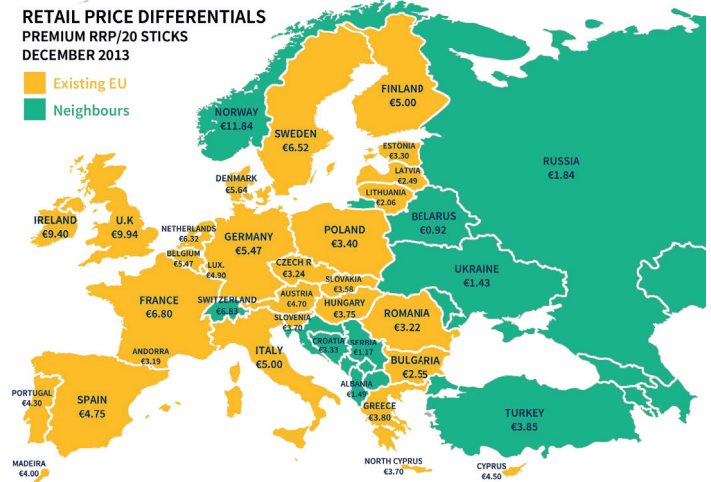 RETAIL PRICE DIFFERENTIALS
PREMIUM RRP/20 STICKS
DECEMBER 2013
Existing EU
Neighbours
FINLAND
€5.00
NORWAY
€11.84
SWEDEN
€6.52
ESTONIA
€3.30
RUSSIA
€1.84
LATVIA
€2.49
DENMARK
€5.64
LITHUANIA
€2.06
IRELAND
€9.40
U.K
€9.94
BELARUS
€0.92
NETHERLANDS
€6.32
GERMANY
€5.47
POLAND
€3.40
BELGIUM
€5.47
LUX.
€4.90
CZECH R
€3.24
UKRAINE
€1.43
SLOVAKIA
€3.58
FRANCE
€6.80
SWITZERLAND
€6.83
AUSTRIA
€4.70
HUNGARY
€3.75
SLOVENIA
€3.70
ROMANIA
€3.22
CROATIA
€3.33
SERBIA
€1.17
ANDORRA
€3.19
ITALY
€5.00
BULGARIA
€2.55
ALBANIA
€1.49
PORTUGAL
€4.30
SPAIN
€4.75
GREECE
€3.80
TURKEY
€3.85
MADEIRA
€4.00
NORTH CYPRUS
€3.70
CYPRUS
€4.50